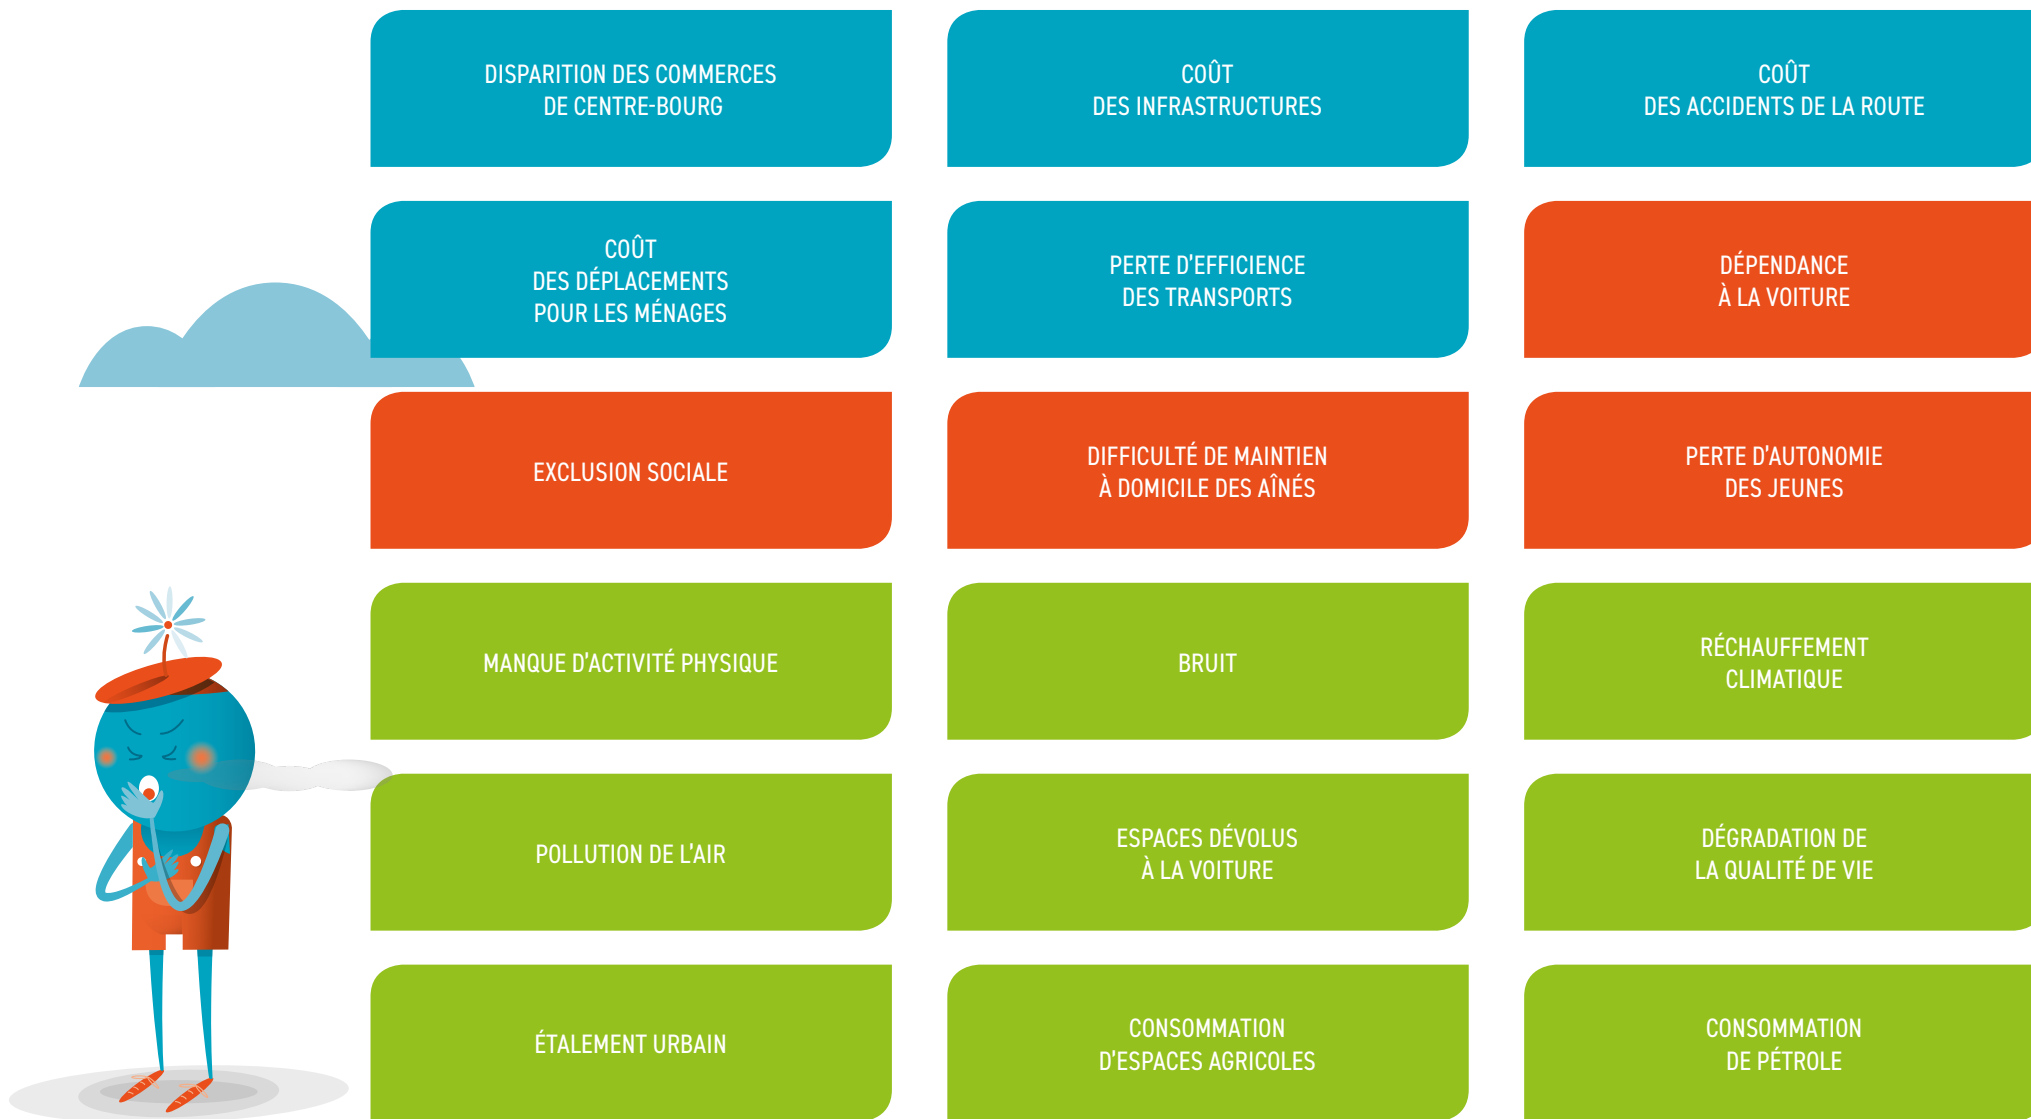 DISPARITION DES COMMERCES
DE CENTRE-BOURG
COÛT
DES INFRASTRUCTURES
COÛT
DES ACCIDENTS DE LA ROUTE
COÛT
DES DÉPLACEMENTS
POUR LES MÉNAGES
PERTE D'EFFICIENCE
DES TRANSPORTS
DÉPENDANCE
À LA VOITURE
EXCLUSION SOCIALE
DIFFICULTÉ DE MAINTIEN
À DOMICILE DES AÎNÉS
PERTE D'AUTONOMIE
DES JEUNES
MANQUE D'ACTIVITÉ PHYSIQUE
BRUIT
RÉCHAUFFEMENT
CLIMATIQUE
POLLUTION DE L'AIR
ESPACES DÉVOLUS
À LA VOITURE
DÉGRADATION DE
LA QUALITÉ DE VIE
ÉTALEMENT URBAIN
CONSOMMATION
D'ESPACES AGRICOLES
CONSOMMATION
DE PÉTROLE